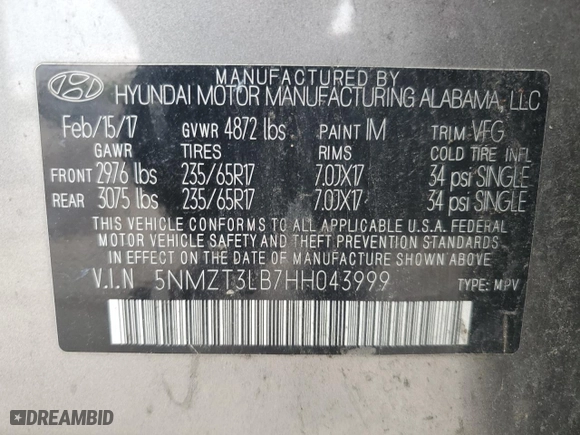 MANUFACTURED BY
HYUNDAI MOTOR MANUFACTURING ALABAMA, LLC
Feb/15/17 GVWR 4872 lbs PAINT IM TRIM VFG
GAWR TIRES RIMS COLD TIRE INFL
FRONT 2976 lbs 235/65R17 7.0JX17 34 psi SINGLE
REAR 3075 lbs 235/65R17 7.0JX17 34 psi SINGLE
THIS VEHICLE CONFORMS TO ALL APPLICABLE U.S.A. FEDERAL
MOTOR VEHICLE SAFETY AND THEFT PREVENTION STANDARDS
IN EFFECT ON THE DATE OF MANUFACTURE SHOWN ABOVE.
V.I.N 5NMZT3LB7HH043999 TYPE: MPV
DREAMBID